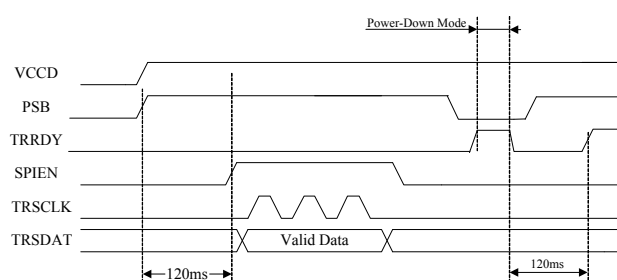 Power-Down Mode
VCCD
PSB
TRRDY
SPIEN
TRSCLK
TRSDAT
Valid Data
120ms
120ms